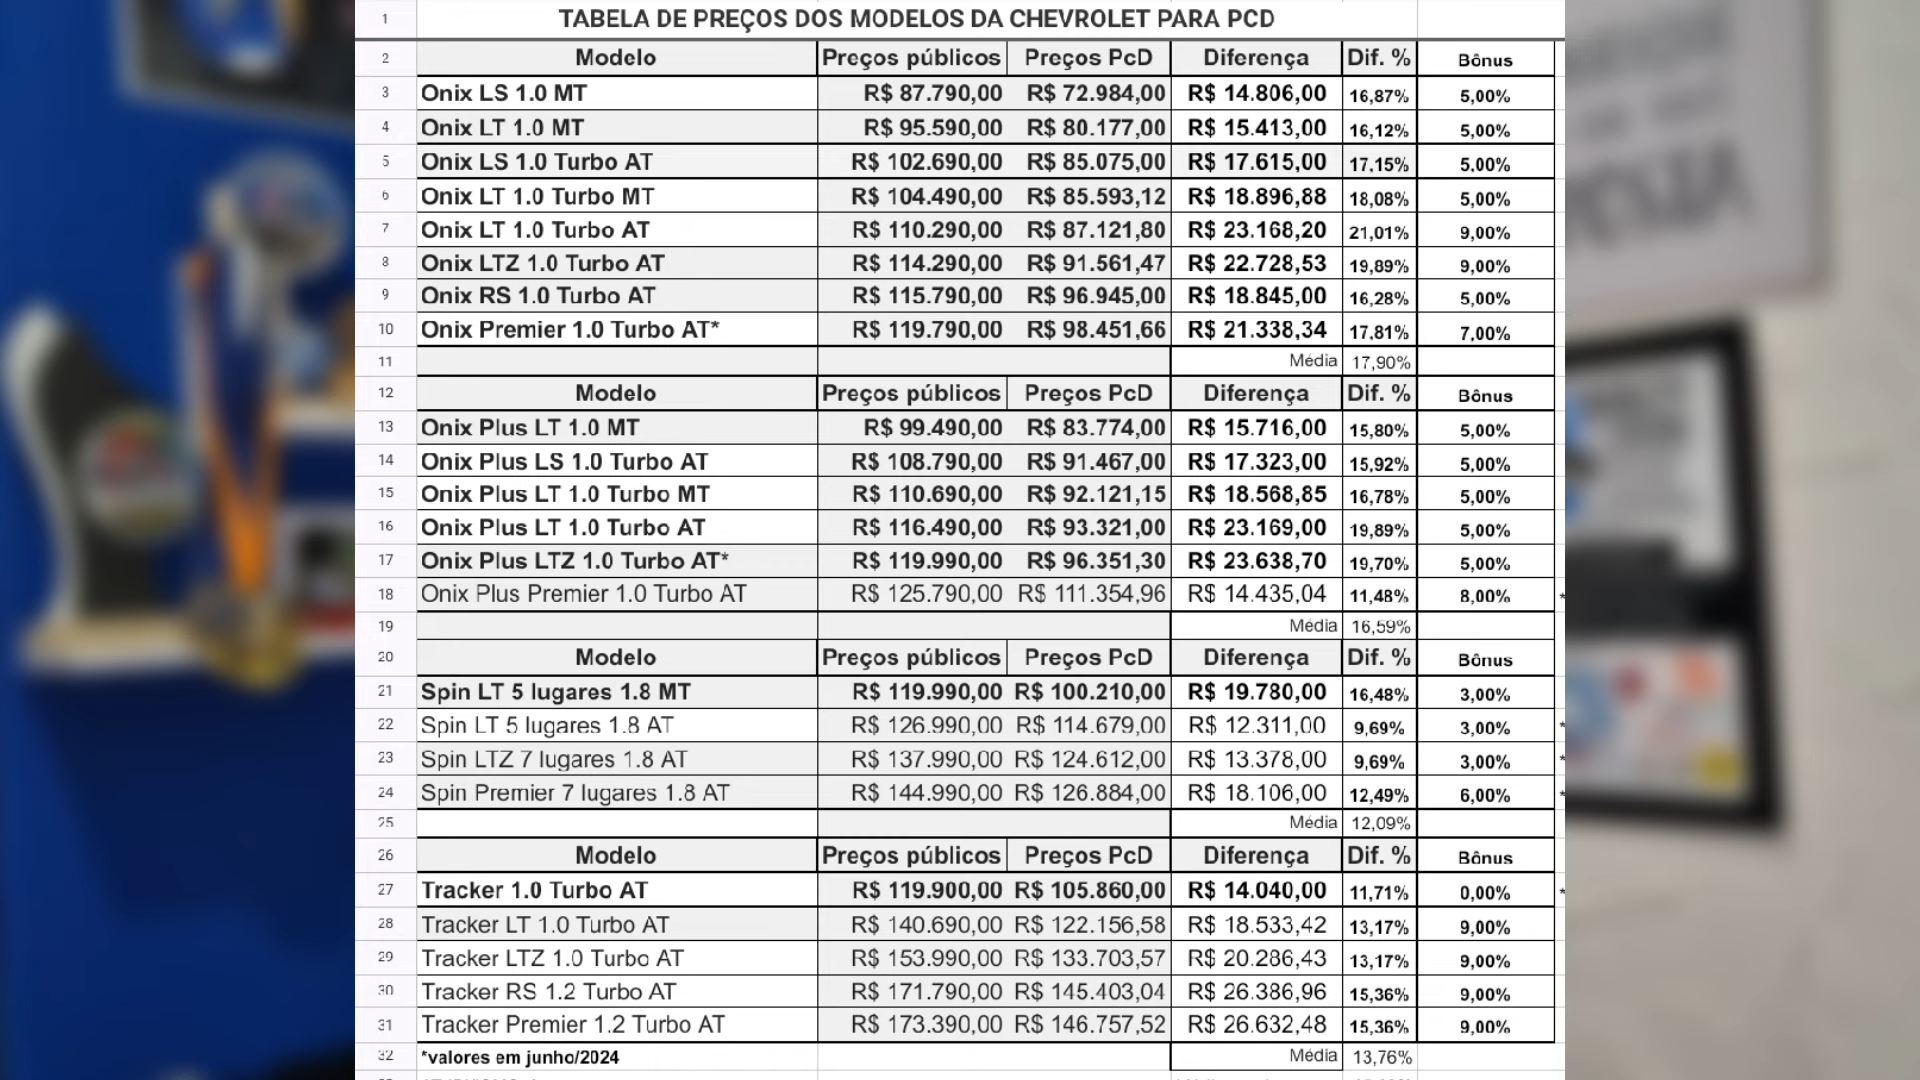 1 TABELA DE PREÇOS DOS MODELOS DA CHEVROLET PARA PCD
2 Modelo Preços públicos Preços PcD Diferença Dif. % Bônus
3 Onix LS 1.0 MT R$ 87.790,00 R$ 72.984,00 R$ 14.806,00 16,87% 5,00%
4 Onix LT 1.0 MT R$ 95.590,00 R$ 80.177,00 R$ 15.413,00 16,12% 5,00%
5 Onix LS 1.0 Turbo AT R$ 102.690,00 R$ 85.075,00 R$ 17.615,00 17,15% 5,00%
6 Onix LT 1.0 Turbo MT R$ 104.490,00 R$ 85.593,12 R$ 18.896,88 18,08% 5,00%
7 Onix LT 1.0 Turbo AT R$ 110.290,00 R$ 87.121,80 R$ 23.168,20 21,01% 9,00%
8 Onix LTZ 1.0 Turbo AT R$ 114.290,00 R$ 91.561,47 R$ 22.728,53 19,89% 9,00%
9 Onix RS 1.0 Turbo AT R$ 115.790,00 R$ 96.945,00 R$ 18.845,00 16,28% 5,00%
10 Onix Premier 1.0 Turbo AT* R$ 119.790,00 R$ 98.451,66 R$ 21.338,34 17,81% 7,00%
11 Média 17,90%
12 Modelo Preços públicos Preços PcD Diferença Dif. % Bônus
13 Onix Plus LT 1.0 MT R$ 99.490,00 R$ 83.774,00 R$ 15.716,00 15,80% 5,00%
14 Onix Plus LS 1.0 Turbo AT R$ 108.790,00 R$ 91.467,00 R$ 17.323,00 15,92% 5,00%
15 Onix Plus LT 1.0 Turbo MT R$ 110.690,00 R$ 92.121,15 R$ 18.568,85 16,78% 5,00%
16 Onix Plus LT 1.0 Turbo AT R$ 116.490,00 R$ 93.321,00 R$ 23.169,00 19,89% 5,00%
17 Onix Plus LTZ 1.0 Turbo AT* R$ 119.990,00 R$ 96.351,30 R$ 23.638,70 19,70% 5,00%
18 Onix Plus Premier 1.0 Turbo AT R$ 125.790,00 R$ 111.354,96 R$ 14.435,04 11,48% 8,00% *
19 Média 16,59%
20 Modelo Preços públicos Preços PcD Diferença Dif. % Bônus
21 Spin LT 5 lugares 1.8 MT R$ 119.990,00 R$ 100.210,00 R$ 19.780,00 16,48% 3,00%
22 Spin LT 5 lugares 1.8 AT R$ 126.990,00 R$ 114.679,00 R$ 12.311,00 9,69% 3,00% *
23 Spin LTZ 7 lugares 1.8 AT R$ 137.990,00 R$ 124.612,00 R$ 13.378,00 9,69% 3,00% *
24 Spin Premier 7 lugares 1.8 AT R$ 144.990,00 R$ 126.884,00 R$ 18.106,00 12,49% 6,00% *
25 Média 12,09%
26 Modelo Preços públicos Preços PcD Diferença Dif. % Bônus
27 Tracker 1.0 Turbo AT R$ 119.900,00 R$ 105.860,00 R$ 14.040,00 11,71% 0,00% *
28 Tracker LT 1.0 Turbo AT R$ 140.690,00 R$ 122.156,58 R$ 18.533,42 13,17% 9,00%
29 Tracker LTZ 1.0 Turbo AT R$ 153.990,00 R$ 133.703,57 R$ 20.286,43 13,17% 9,00%
30 Tracker RS 1.2 Turbo AT R$ 171.790,00 R$ 145.403,04 R$ 26.386,96 15,36% 9,00%
31 Tracker Premier 1.2 Turbo AT R$ 173.390,00 R$ 146.757,52 R$ 26.632,48 15,36% 9,00%
32 *valores em junho/2024 Média 13,76%